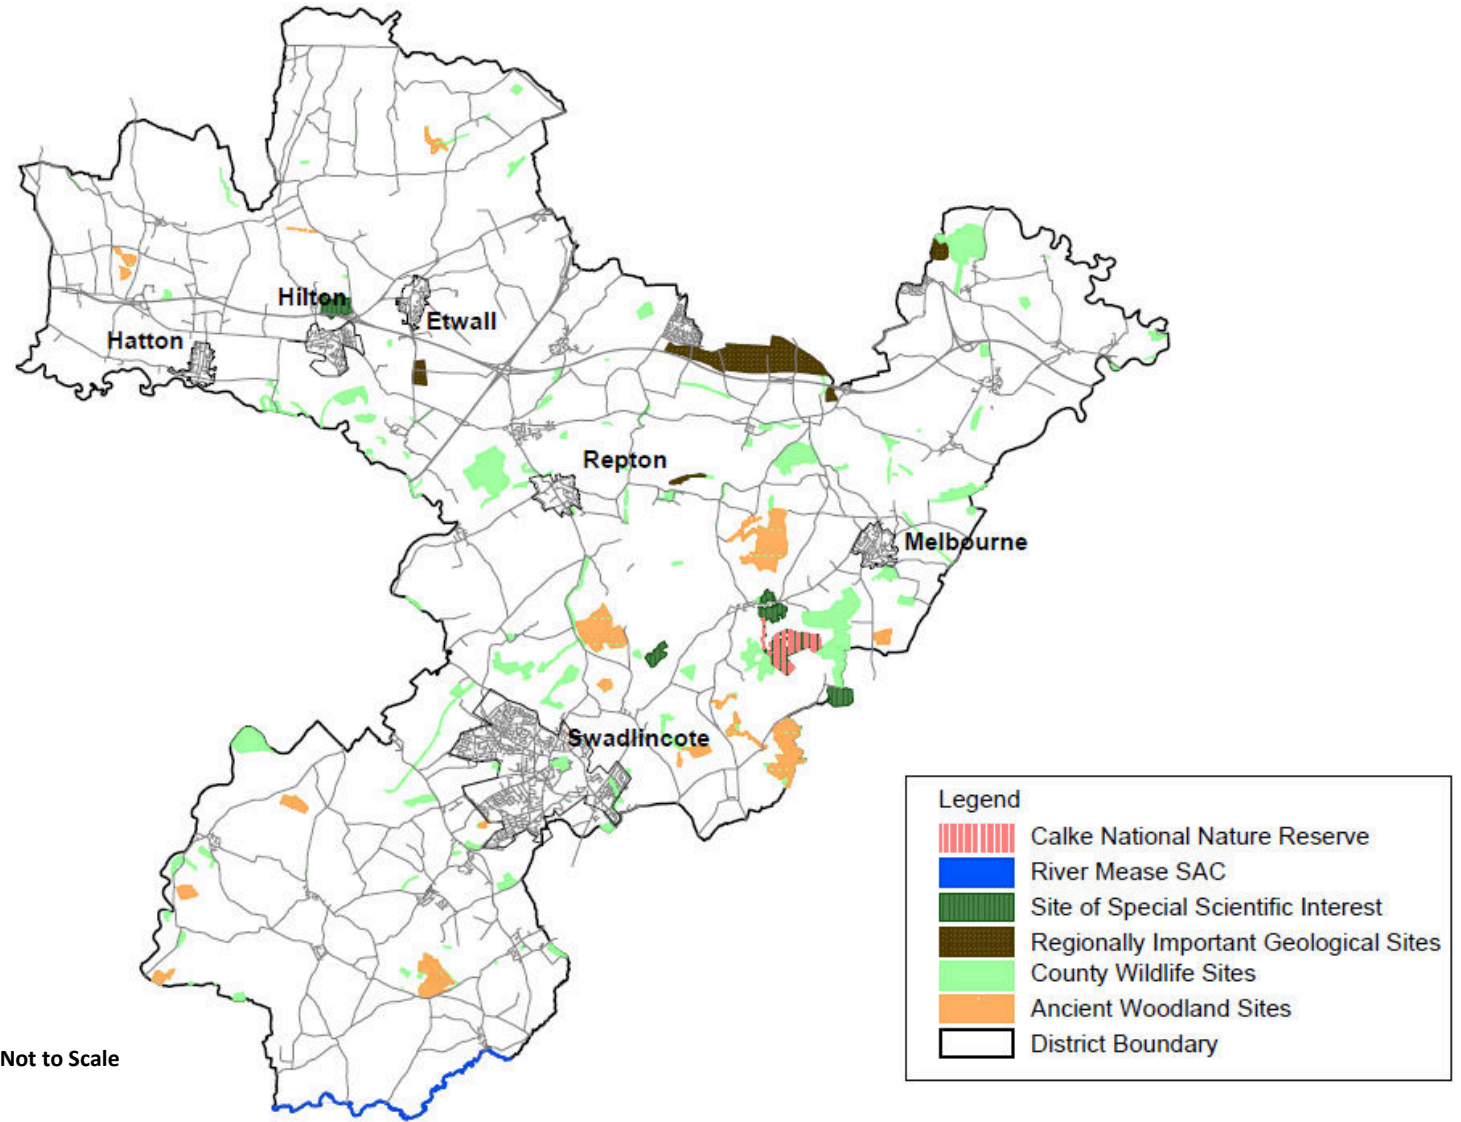 Hilton
Etwall
Hatton
Repton
Melbourne
Swadlincote
Legend
Calke National Nature Reserve
River Mease SAC
Site of Special Scientific Interest
Regionally Important Geological Sites
County Wildlife Sites
Ancient Woodland Sites
District Boundary
Not to Scale